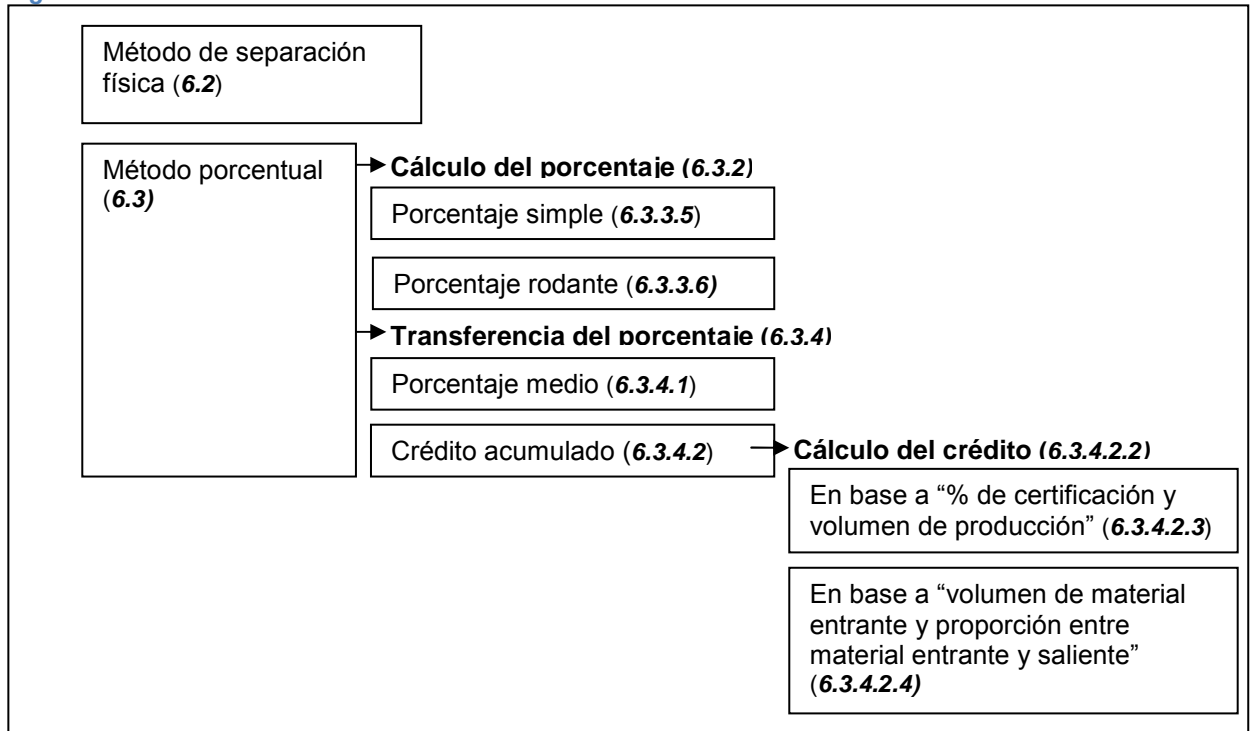 Método de separación
física (6.2)
Método porcentual
(6.3)
Cálculo del porcentaje (6.3.2)
Porcentaje simple (6.3.3.5)
Porcentaje rodante (6.3.3.6)
Transferencia del porcentaje (6.3.4)
Porcentaje medio (6.3.4.1)
Crédito acumulado (6.3.4.2)
Cálculo del crédito (6.3.4.2.2)
En base a “% de certificación y
volumen de producción” (6.3.4.2.3)
En base a “volumen de material
entrante y proporción entre
material entrante y saliente”
(6.3.4.2.4)